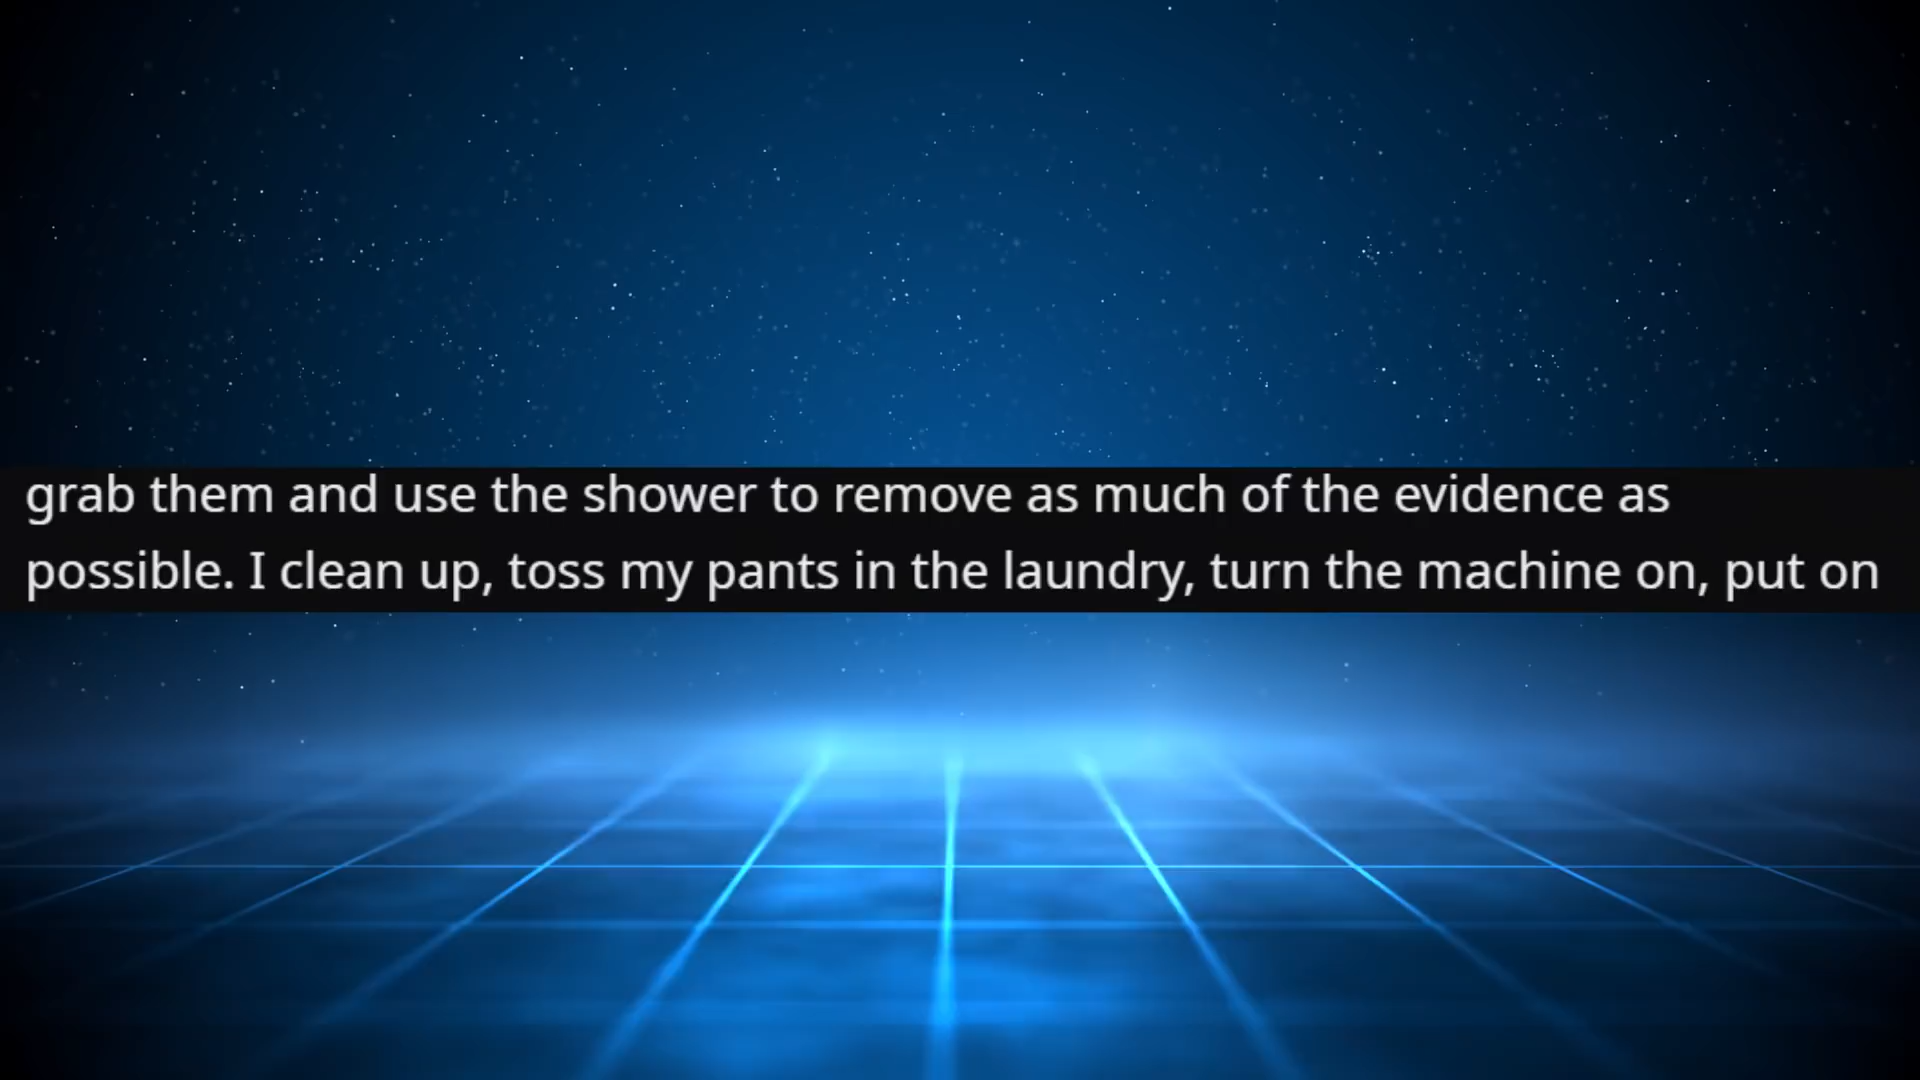 grab them and use the shower to remove as much of the evidence as
possible. I clean up, toss my pants in the laundry, turn the machine on, put on